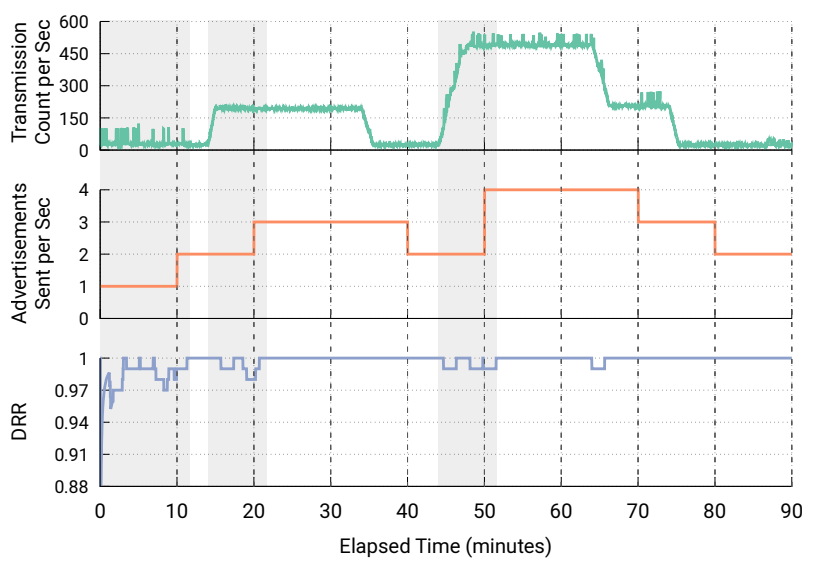 Transmission
Count per Sec
600
450
300
150
0
Advertisements
Sent per Sec
4
3
2
1
0
DRR
1
0.97
0.94
0.91
0.88
0 10 20 30 40 50 60 70 80 90
Elapsed Time (minutes)